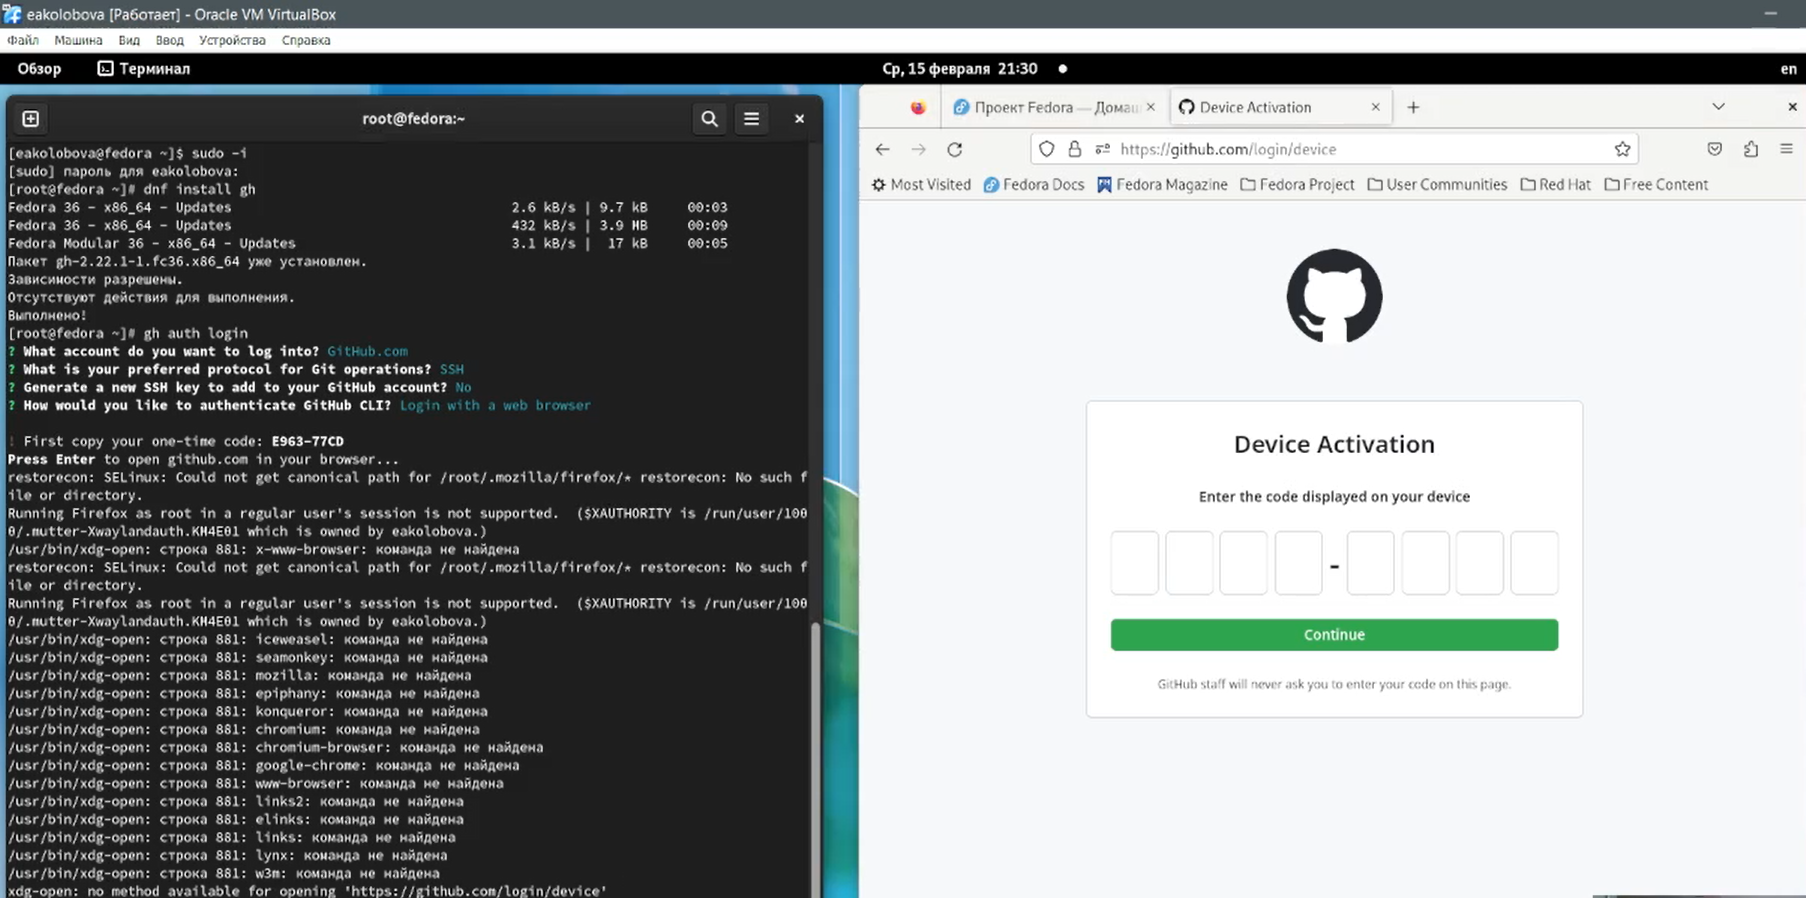 eakolobova [Работает] - Oracle VM VirtualBox
Файл Машина Вид Ввод Устройства Справка
Обзор Терминал Ср, 15 февраля 21:30 en
root@fedora:~
[eakolobova@fedora ~]$ sudo -i
[sudo] пароль для eakolobova:
[root@fedora ~]# dnf install gh
Fedora 36 - x86_64 - Updates 2.6 kB/s | 9.7 kB 00:03
Fedora 36 - x86_64 - Updates 432 kB/s | 3.9 MB 00:09
Fedora Modular 36 - x86_64 - Updates 3.1 kB/s | 17 kB 00:05
Пакет gh-2.22.1-1.fc36.x86_64 уже установлен.
Зависимости разрешены.
Отсутствуют действия для выполнения.
Выполнено!
[root@fedora ~]# gh auth login
? What account do you want to log into? GitHub.com
? What is your preferred protocol for Git operations? SSH
? Generate a new SSH key to add to your GitHub account? No
? How would you like to authenticate GitHub CLI? Login with a web browser
! First copy your one-time code: E963-77CD
Press Enter to open github.com in your browser...
restorecon: SELinux: Could not get canonical path for /root/.mozilla/firefox/* restorecon: No such f
ile or directory.
Running Firefox as root in a regular user's session is not supported. ($XAUTHORITY is /run/user/100
0/.mutter-Xwaylandauth.KM4E01 which is owned by eakolobova.)
/usr/bin/xdg-open: строка 881: x-www-browser: команда не найдена
restorecon: SELinux: Could not get canonical path for /root/.mozilla/firefox/* restorecon: No such f
ile or directory.
Running Firefox as root in a regular user's session is not supported. ($XAUTHORITY is /run/user/100
0/.mutter-Xwaylandauth.KM4E01 which is owned by eakolobova.)
/usr/bin/xdg-open: строка 881: iceweasel: команда не найдена
/usr/bin/xdg-open: строка 881: seamonkey: команда не найдена
/usr/bin/xdg-open: строка 881: mozilla: команда не найдена
/usr/bin/xdg-open: строка 881: epiphany: команда не найдена
/usr/bin/xdg-open: строка 881: konqueror: команда не найдена
/usr/bin/xdg-open: строка 881: chromium: команда не найдена
/usr/bin/xdg-open: строка 881: chromium-browser: команда не найдена
/usr/bin/xdg-open: строка 881: google-chrome: команда не найдена
/usr/bin/xdg-open: строка 881: www-browser: команда не найдена
/usr/bin/xdg-open: строка 881: links2: команда не найдена
/usr/bin/xdg-open: строка 881: elinks: команда не найдена
/usr/bin/xdg-open: строка 881: links: команда не найдена
/usr/bin/xdg-open: строка 881: lynx: команда не найдена
/usr/bin/xdg-open: строка 881: w3m: команда не найдена
xdg-open: no method available for opening 'https://github.com/login/device'
Проект Fedora — Домаш Device Activation
https://github.com/login/device
Most Visited Fedora Docs Fedora Magazine Fedora Project User Communities Red Hat Free Content
Device Activation
Enter the code displayed on your device
-
Continue
GitHub staff will never ask you to enter your code on this page.